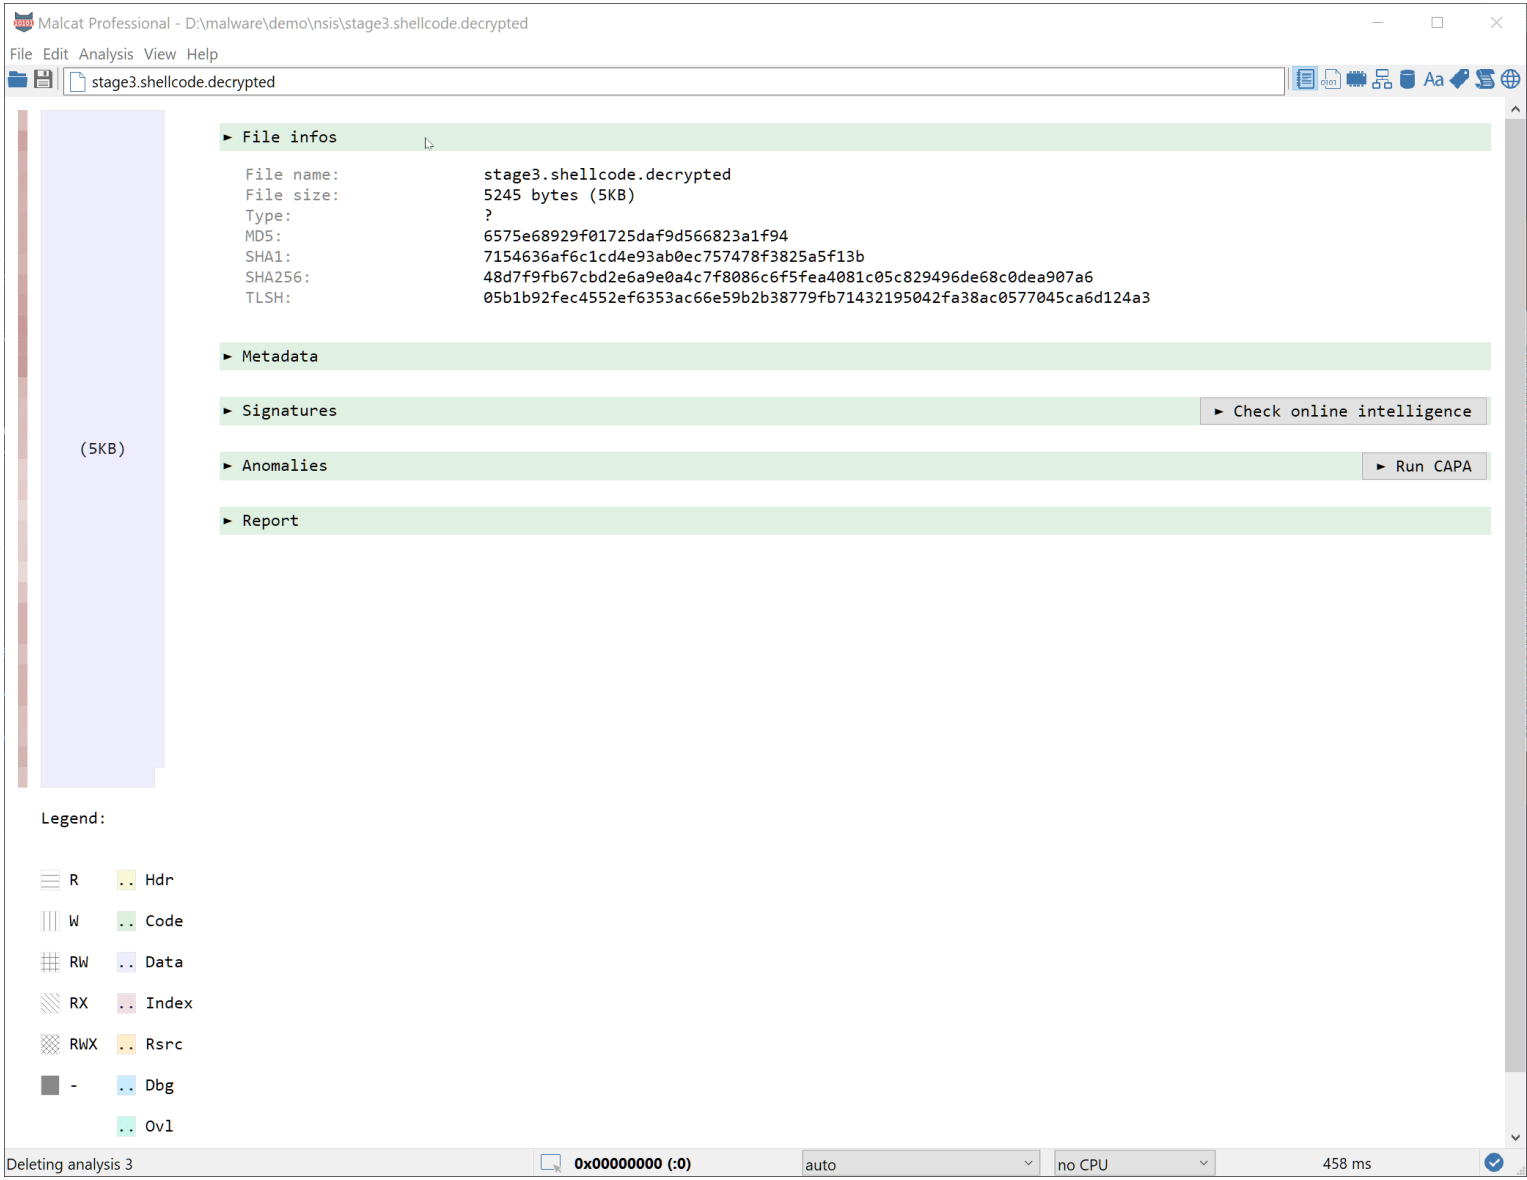 Malcat Professional - D:\malware\demo\nsis\stage3.shellcode.decrypted
File Edit Analysis View Help
stage3.shellcode.decrypted
0101
Aa
► File infos
File name: stage3.shellcode.decrypted
File size: 5245 bytes (5KB)
Type: ?
MD5: 6575e68929f01725daf9d566823a1f94
SHA1: 7154636af6c1cd4e93ab0ec757478f3825a5f13b
SHA256: 48d7f9fb67cbd2e6a9e0a4c7f8086c6f5fea4081c05c829496de68c0dea907a6
TLSH: 05b1b92fec4552ef6353ac66e59b2b38779fb71432195042fa38ac0577045ca6d124a3
► Metadata
► Signatures
► Check online intelligence
(5KB)
► Anomalies
► Run CAPA
► Report
Legend:
R .. Hdr
W .. Code
RW .. Data
RX .. Index
RWX .. Rsrc
- .. Dbg
.. Ovl
Deleting analysis 3
0x00000000 (:0)
auto
no CPU
458 ms